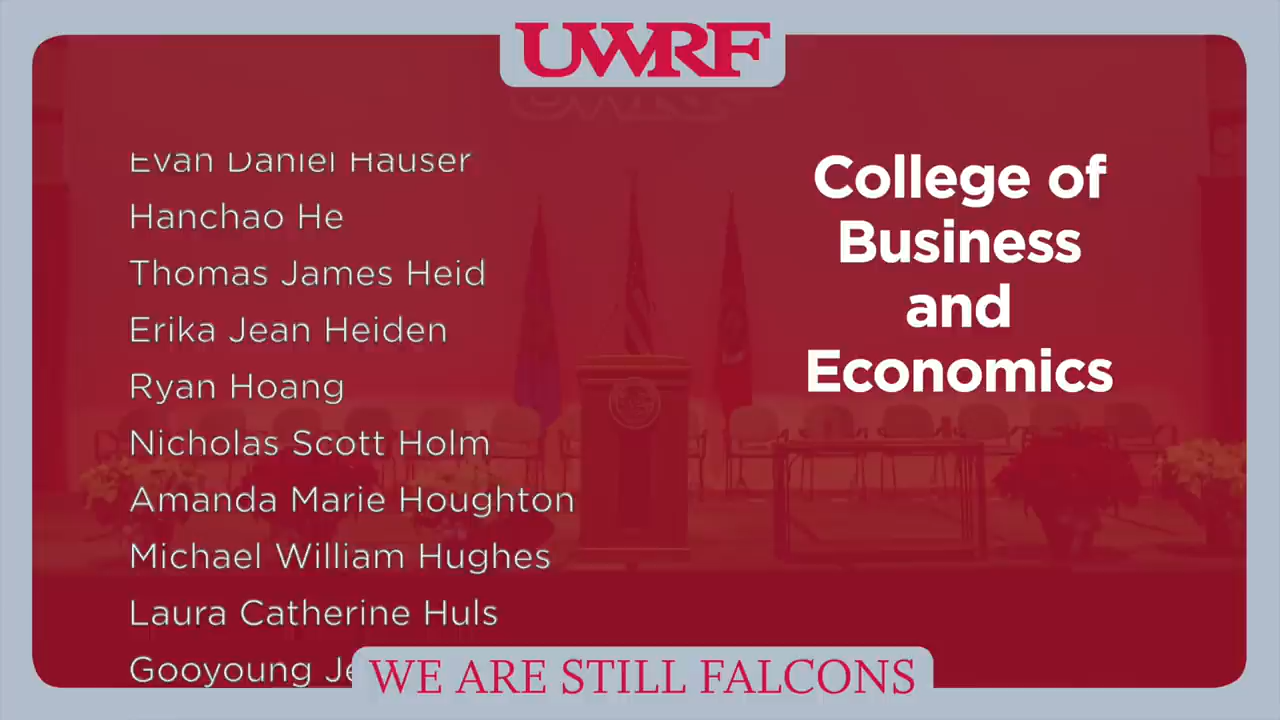 UWRF
Evan Daniel Hauser
Hanchao He
Thomas James Heid
Erika Jean Heiden
Ryan Hoang
Nicholas Scott Holm
Amanda Marie Houghton
Michael William Hughes
Laura Catherine Huls
Gooyoung
College of
Business
and
Economics
WE ARE STILL FALCONS